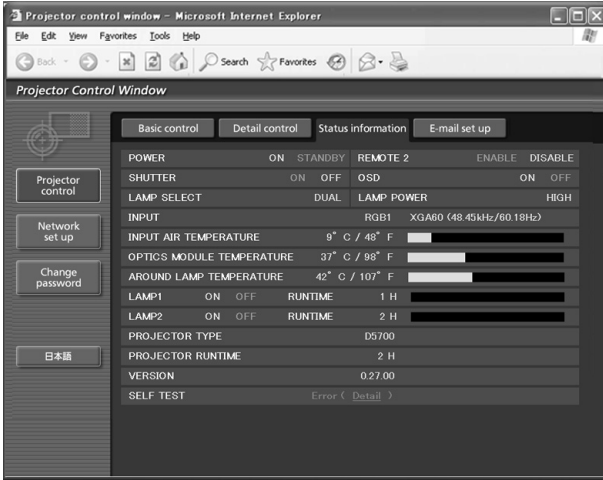 Projector control window - Microsoft Internet Explorer
File Edit View Favorites Tools Help
Back Search Favorites
Projector Control Window
Basic control Detail control Status information E-mail set up
Projector control
Network set up
Change password
日本語
POWER ON STANDBY REMOTE 2 ENABLE DISABLE
SHUTTER ON OFF OSD ON OFF
LAMP SELECT DUAL LAMP POWER HIGH
INPUT RGB1 XGA60 (48.45kHz/60.18Hz)
INPUT AIR TEMPERATURE 9° C / 48° F
OPTICS MODULE TEMPERATURE 37° C / 98° F
AROUND LAMP TEMPERATURE 42° C / 107° F
LAMP1 ON OFF RUNTIME 1 H
LAMP2 ON OFF RUNTIME 2 H
PROJECTOR TYPE D5700
PROJECTOR RUNTIME 2 H
VERSION 0.27.00
SELF TEST Error ( Detail )